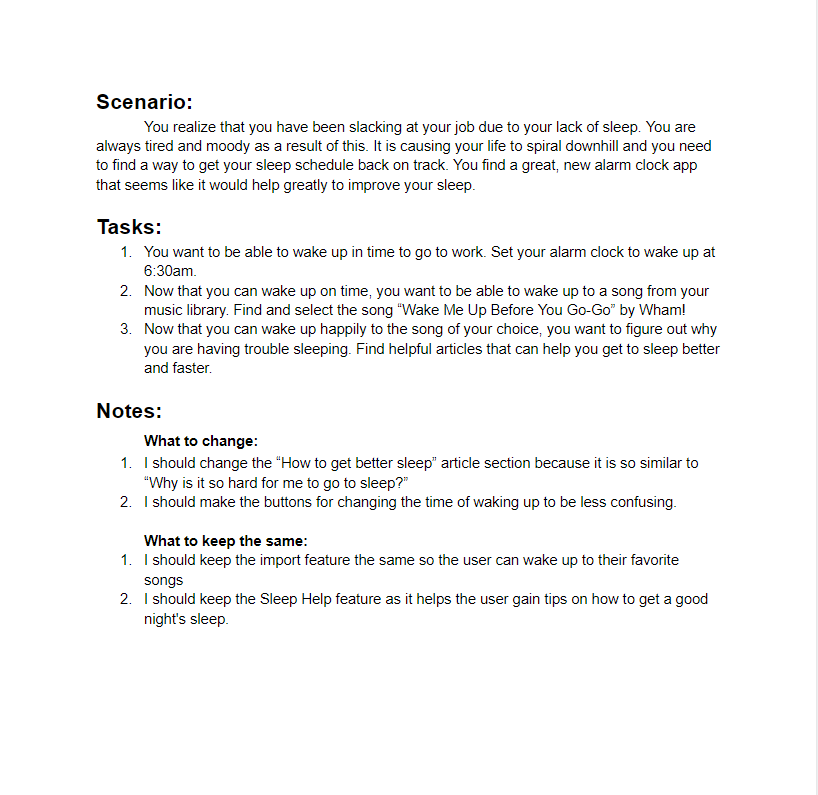 Scenario:
You realize that you have been slacking at your job due to your lack of sleep. You are
always tired and moody as a result of this. It is causing your life to spiral downhill and you need
to find a way to get your sleep schedule back on track. You find a great, new alarm clock app
that seems like it would help greatly to improve your sleep.
Tasks:
1. You want to be able to wake up in time to go to work. Set your alarm clock to wake up at
6:30am.
2. Now that you can wake up on time, you want to be able to wake up to a song from your
music library. Find and select the song “Wake Me Up Before You Go-Go” by Wham!
3. Now that you can wake up happily to the song of your choice, you want to figure out why
you are having trouble sleeping. Find helpful articles that can help you get to sleep better
and faster.
Notes:
What to change:
1. I should change the “How to get better sleep” article section because it is so similar to
“Why is it so hard for me to go to sleep?”
2. I should make the buttons for changing the time of waking up to be less confusing.
What to keep the same:
1. I should keep the import feature the same so the user can wake up to their favorite
songs
2. I should keep the Sleep Help feature as it helps the user gain tips on how to get a good
night's sleep.